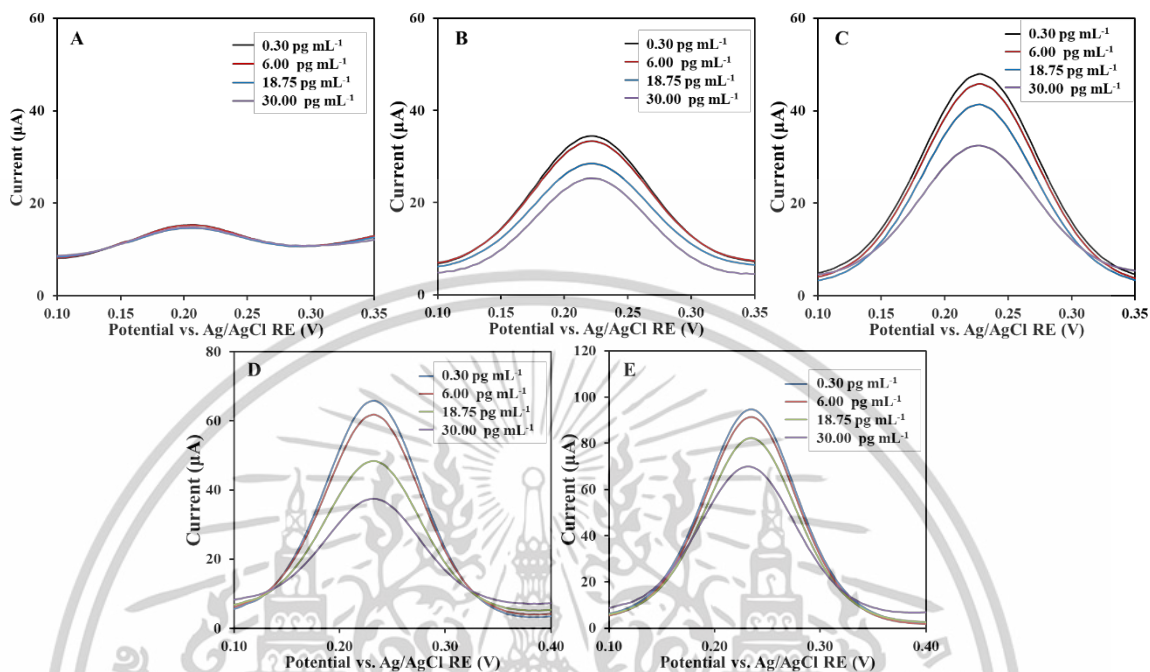 A
60
40
20
0
Current (µA)
0.30 pg mL⁻¹
6.00 pg mL⁻¹
18.75 pg mL⁻¹
30.00 pg mL⁻¹
0.10 0.15 0.20 0.25 0.30 0.35
Potential vs. Ag/AgCl RE (V)
B
60
40
20
0
Current (µA)
0.30 pg mL⁻¹
6.00 pg mL⁻¹
18.75 pg mL⁻¹
30.00 pg mL⁻¹
0.10 0.15 0.20 0.25 0.30 0.35
Potential vs. Ag/AgCl RE (V)
C
60
40
20
0
Current (µA)
0.30 pg mL⁻¹
6.00 pg mL⁻¹
18.75 pg mL⁻¹
30.00 pg mL⁻¹
0.10 0.15 0.20 0.25 0.30 0.35
Potential vs. Ag/AgCl RE (V)
D
80
60
40
20
0
Current (µA)
0.30 pg mL⁻¹
6.00 pg mL⁻¹
18.75 pg mL⁻¹
30.00 pg mL⁻¹
0.10 0.20 0.30 0.40
Potential vs. Ag/AgCl RE (V)
E
120
100
80
60
40
20
0
Current (µA)
0.30 pg mL⁻¹
6.00 pg mL⁻¹
18.75 pg mL⁻¹
30.00 pg mL⁻¹
0.10 0.20 0.30 0.40
Potential vs. Ag/AgCl RE (V)